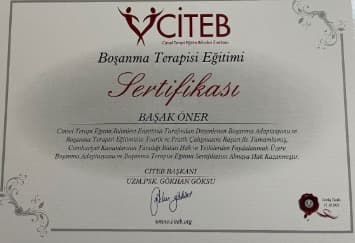 CİTEB
Cinsel Terapi Eğitim Bilimleri Enstitüsü
Boşanma Terapisi Eğitimi
Sertifikası
BAŞAK ÖNER
Cinsel Terapi Eğitim Bilimleri Enstitüsü Tarafından Düzenlenen Boşanma Adaptasyonu ve
Boşanma Terapisi Eğitiminin Teorik ve Pratik Çalışmasını Başarı İle Tamamlamış,
Cumhuriyet Kanunlarının Tanıdığı Bütün Hak ve Yetkilerden Faydalanmak Üzere
Boşanma Adaptasyonu ve Boşanma Terapisi Eğitimi Sertifikasını Almaya Hak Kazanmıştır.
CİTEB BAŞKANI
UZM.PSK. GÖKHAN GÖKSU
www.citeb.org